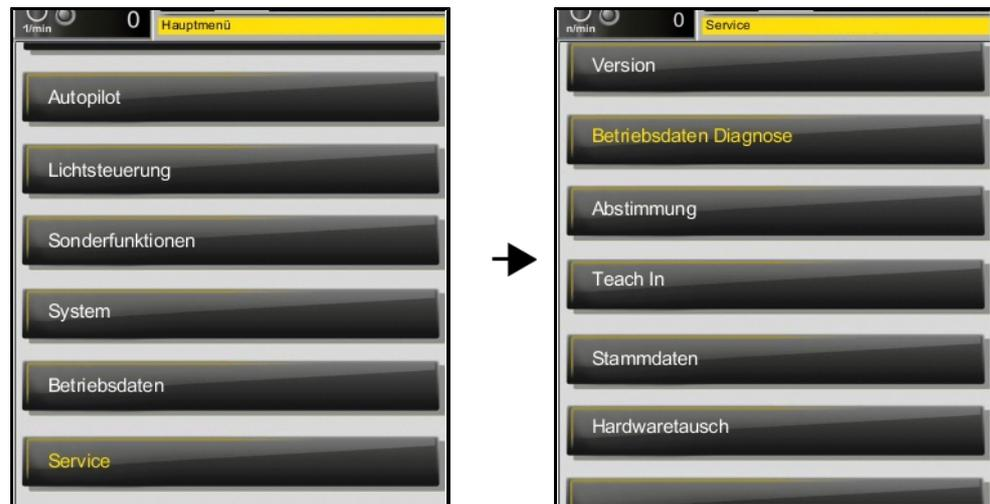 1/min
0
Hauptmenü
Autopilot
Lichtsteuerung
Sonderfunktionen
System
Betriebsdaten
Service
n/min
0
Service
Version
Betriebsdaten Diagnose
Abstimmung
Teach In
Stammdaten
Hardwaretausch